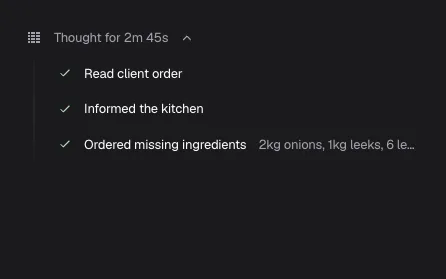 Thought for 2m 45s
Read client order
Informed the kitchen
Ordered missing ingredients 2kg onions, 1kg leeks, 6 le...